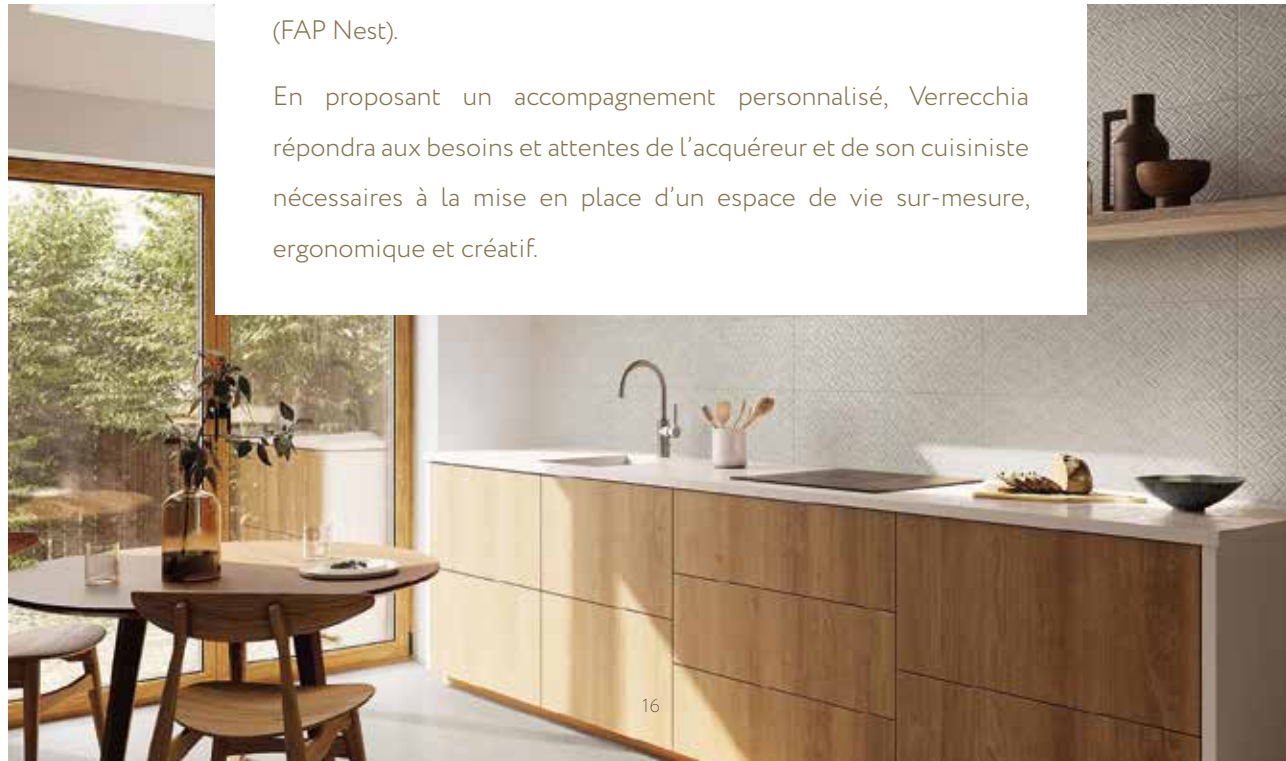 (FAP Nest).
En proposant un accompagnement personnalisé, Verrecchia
répondra aux besoins et attentes de l'acquéreur et de son cuisiniste
nécessaires à la mise en place d'un espace de vie sur-mesure,
ergonomique et créatif.
16